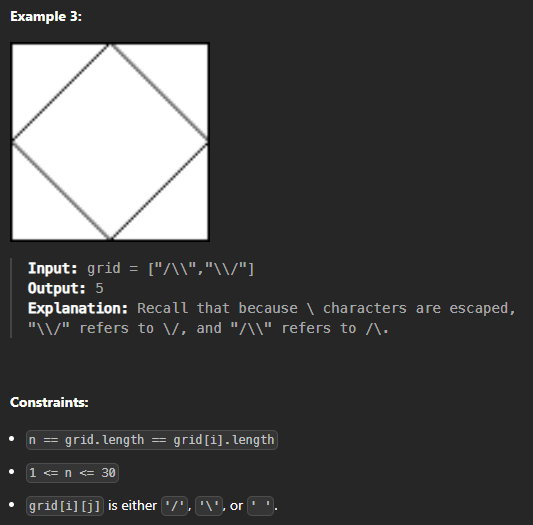 Example 3:
Input: grid = ["/\\","\\/"]
Output: 5
Explanation: Recall that because \ characters are escaped,
"\\/" refers to \/, and "/\\" refers to /\.
Constraints:
• n == grid.length == grid[i].length
• 1 <= n <= 30
• grid[i][j] is either '/', '\', or ' '.